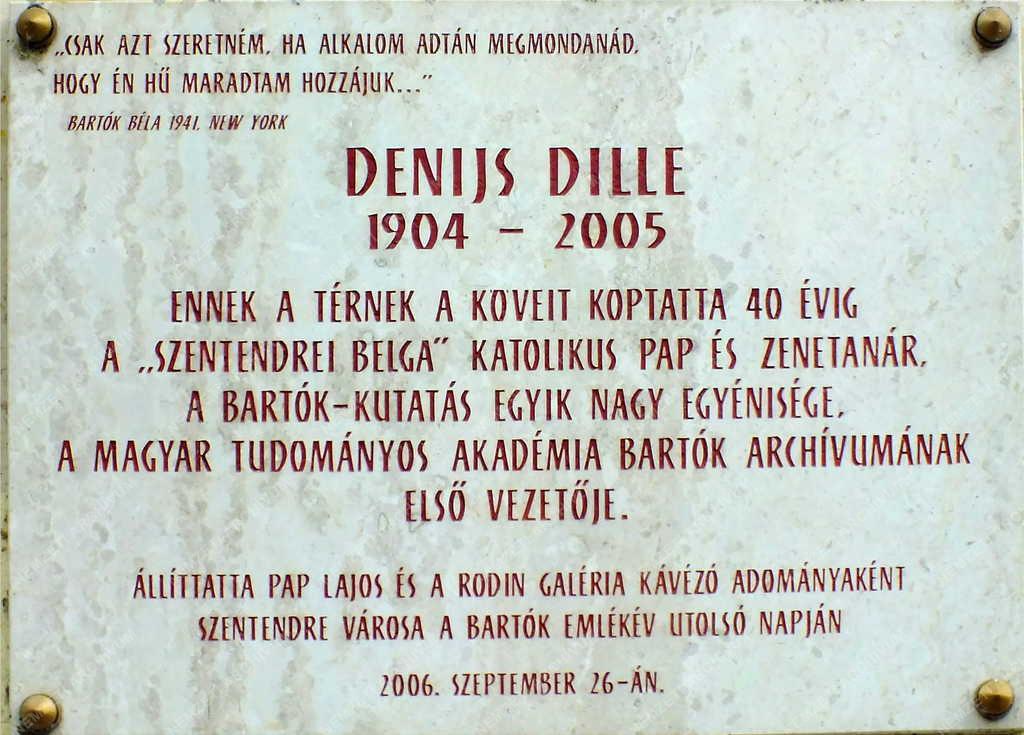 „CSAK AZT SZERETNÉM, HA ALKALOM ADTÁN MEGMONDANÁD,
HOGY ÉN HŰ MARADTAM HOZZÁJUK..."
BARTÓK BÉLA 1941, NEW YORK
DENIJS DILLE
1904 – 2005
ENNEK A TÉRNEK A KÖVEIT KOPTATTA 40 ÉVIG
A „SZENTENDREI BELGA" KATOLIKUS PAP ÉS ZENETANÁR,
A BARTÓK-KUTATÁS EGYIK NAGY EGYÉNISÉGE,
A MAGYAR TUDOMÁNYOS AKADÉMIA BARTÓK ARCHÍVUMÁNAK
ELSŐ VEZETŐJE.
ÁLLÍTTATTA PAP LAJOS ÉS A RODIN GALÉRIA KÁVÉZÓ ADOMÁNYAKÉNT
SZENTENDRE VÁROSA A BARTÓK EMLÉKÉV UTOLSÓ NAPJÁN
2006. SZEPTEMBER 26-ÁN.